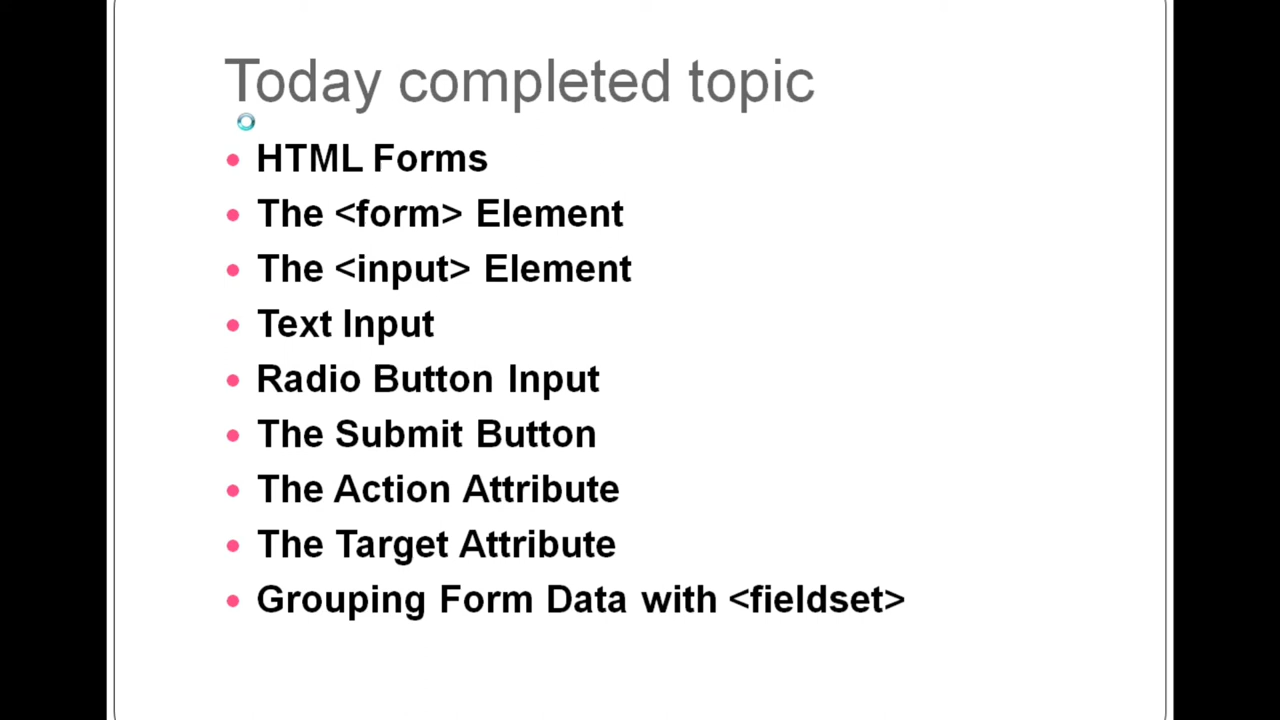 Today completed topic
HTML Forms
The <form> Element
The <input> Element
Text Input
Radio Button Input
The Submit Button
The Action Attribute
The Target Attribute
Grouping Form Data with <fieldset>